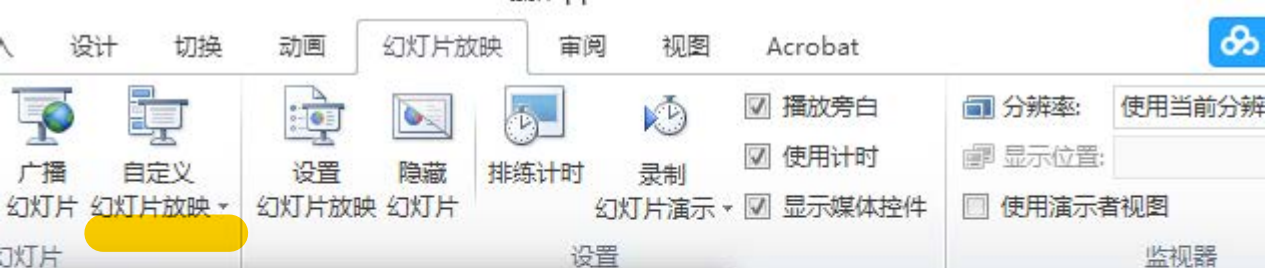 设计 切换 动画 幻灯片放映 审阅 视图 Acrobat
广播
幻灯片
自定义
幻灯片放映
设置
幻灯片放映
隐藏
幻灯片
排练计时
录制
幻灯片演示
播放旁白
使用计时
显示媒体控件
分辨率: 使用当前分辨
显示位置:
使用演示者视图
幻灯片 设置 监视器